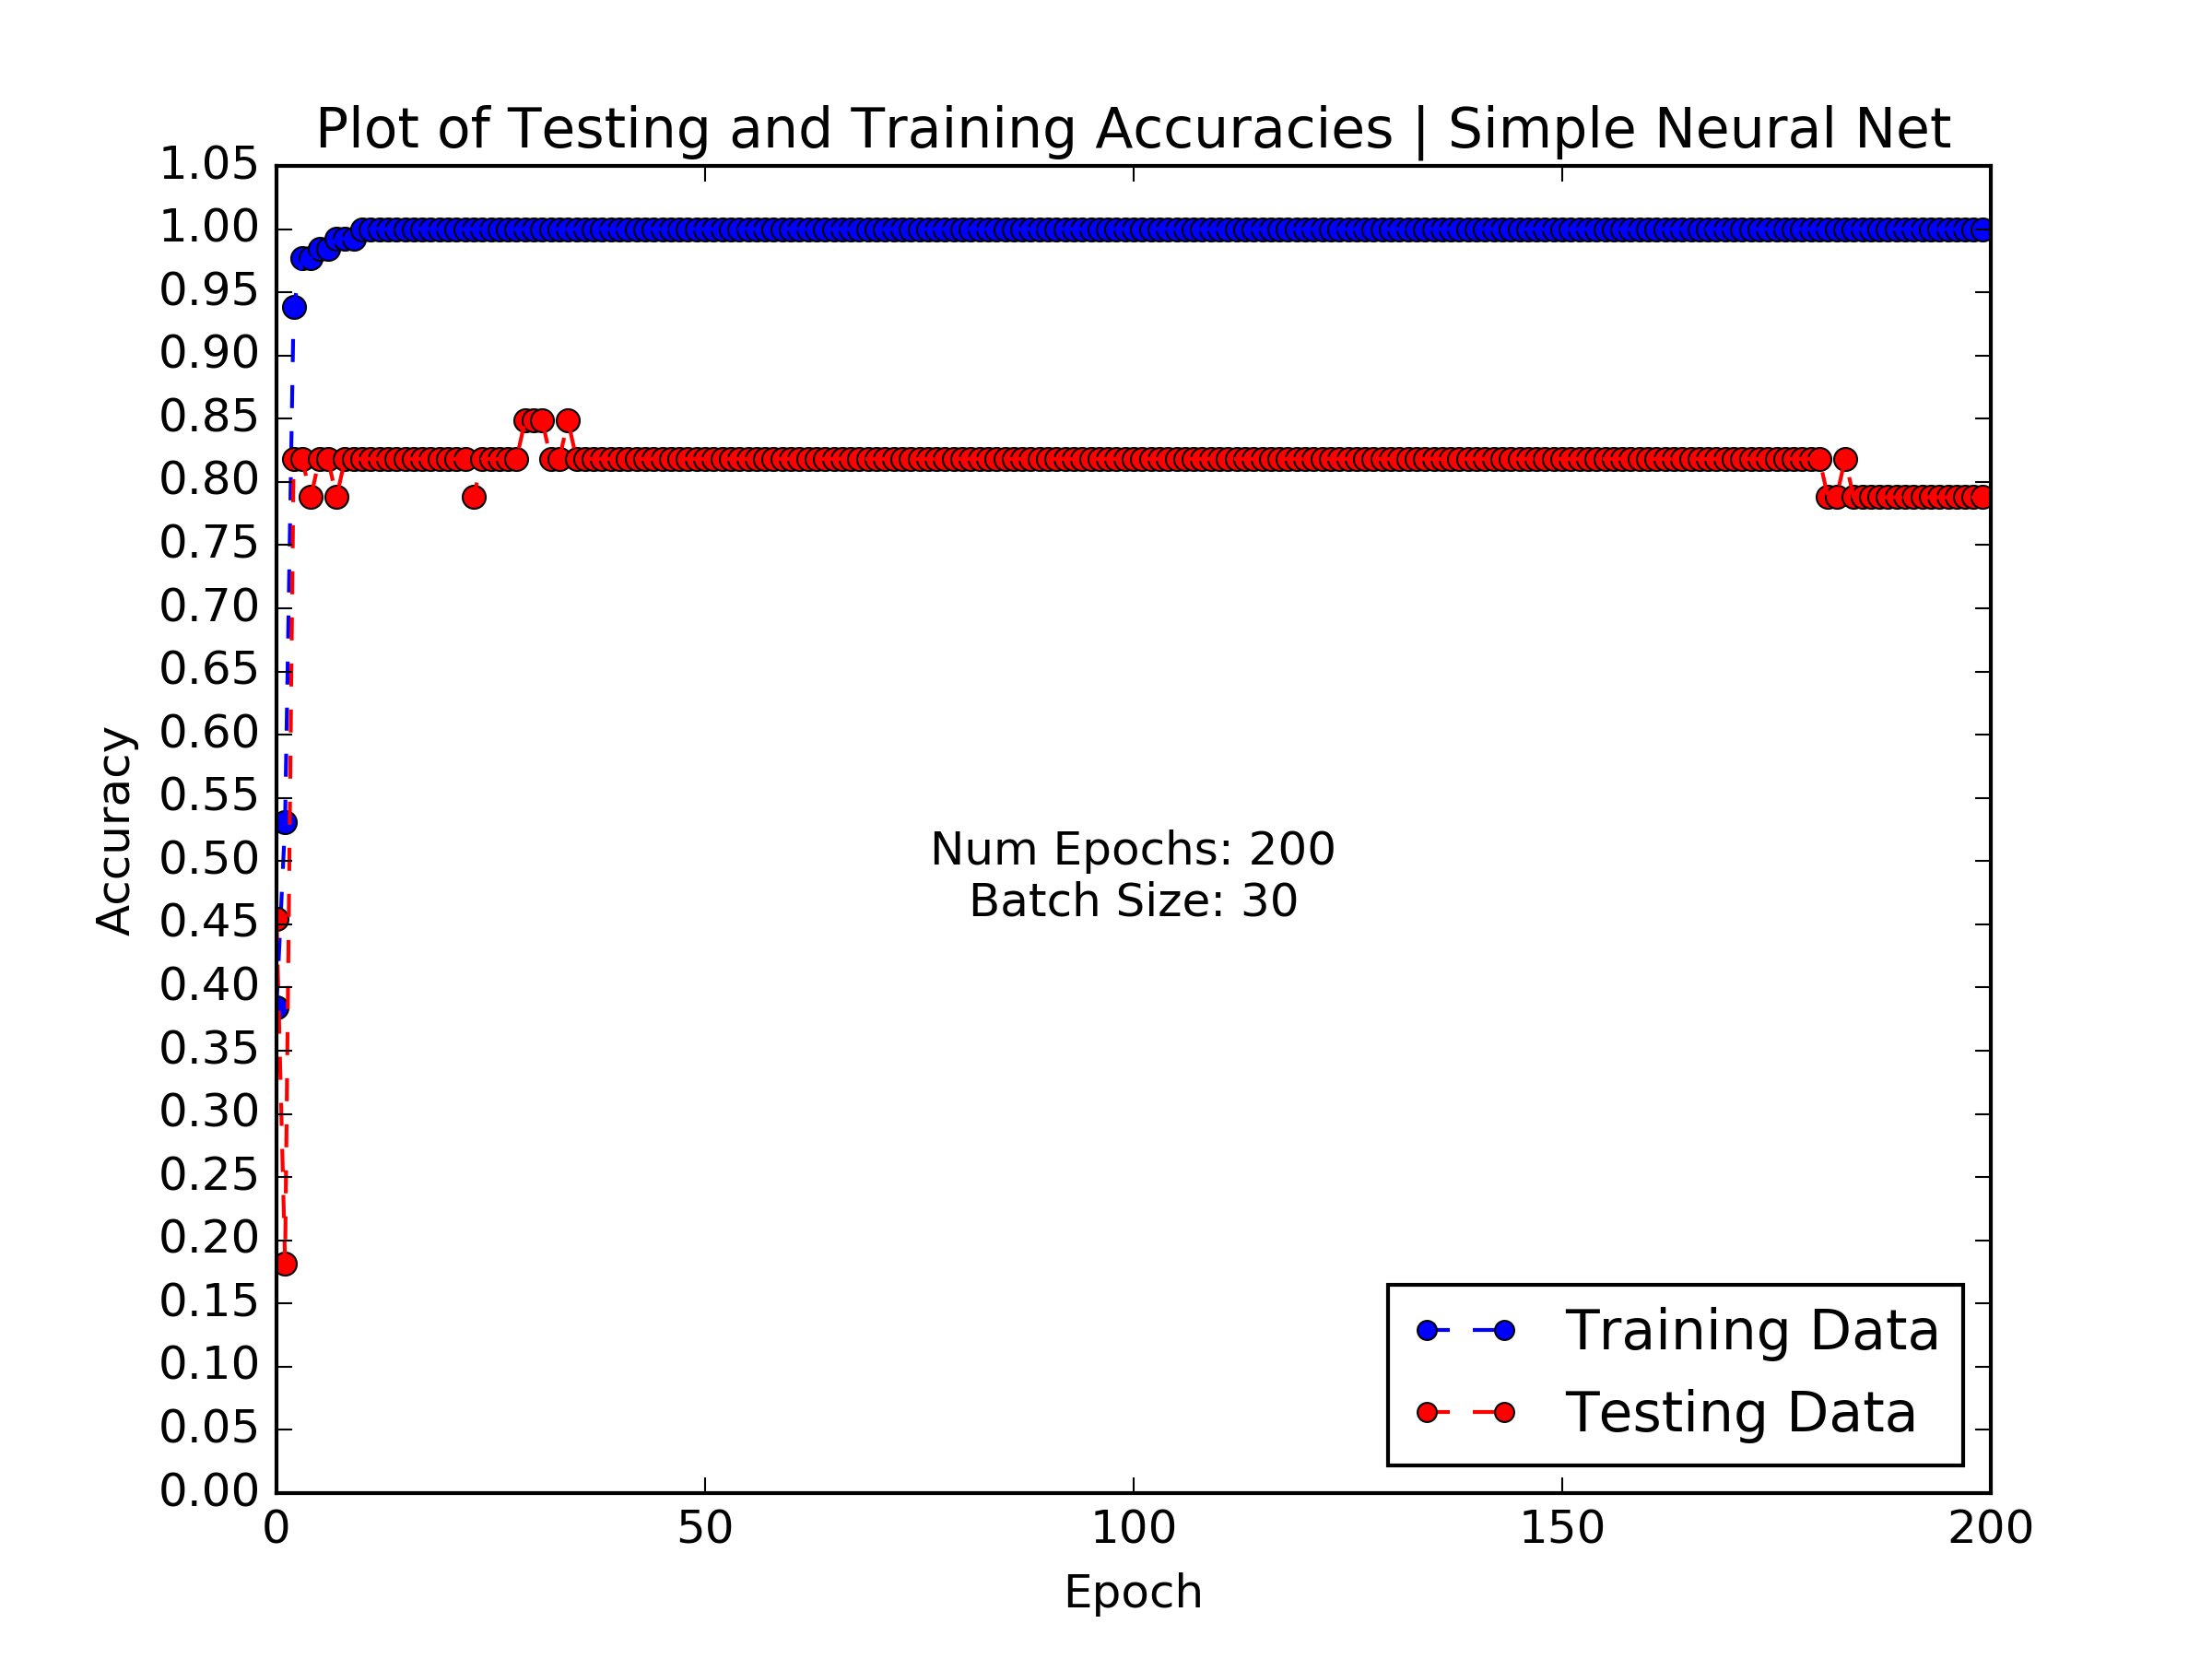 Plot of Testing and Training Accuracies | Simple Neural Net
1.05
1.00
0.95
0.90
0.85
0.80
0.75
0.70
0.65
0.60
0.55
0.50
0.45
0.40
0.35
0.30
0.25
0.20
0.15
0.10
0.05
0.00
Accuracy
Num Epochs: 200
Batch Size: 30
Training Data
Testing Data
0 50 100 150 200
Epoch